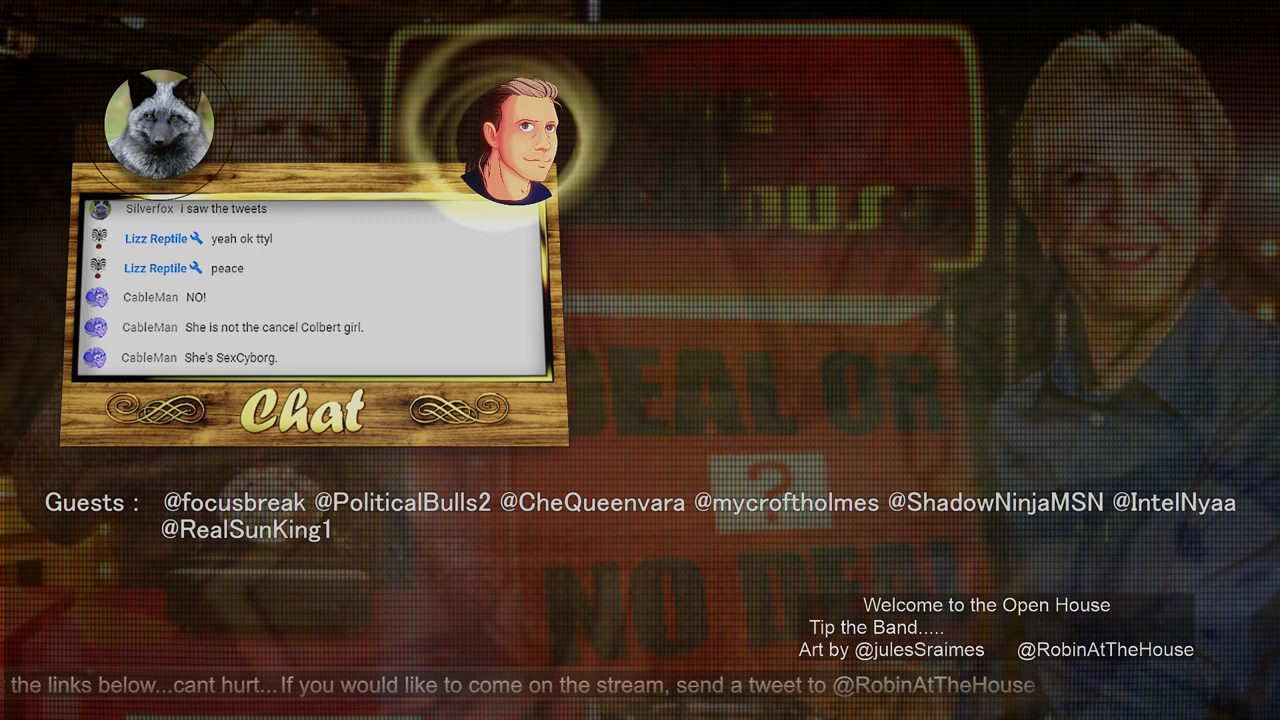 Silverfox i saw the tweets
Lizz Reptile yeah ok ttyl
Lizz Reptile peace
CableMan NO!
CableMan She is not the cancel Colbert girl.
CableMan She's SexCyborg.
Chat
DEAL OR
?
NO DEAL
Guests : @focusbreak @PoliticalBulls2 @CheQueenvara @mycroftholmes @ShadowNinjaMSN @IntelNyaa
@RealSunKing1
Welcome to the Open House
Tip the Band.....
Art by @julesSraimes @RobinAtTheHouse
the links below...cant hurt... If you would like to come on the stream, send a tweet to @RobinAtTheHouse